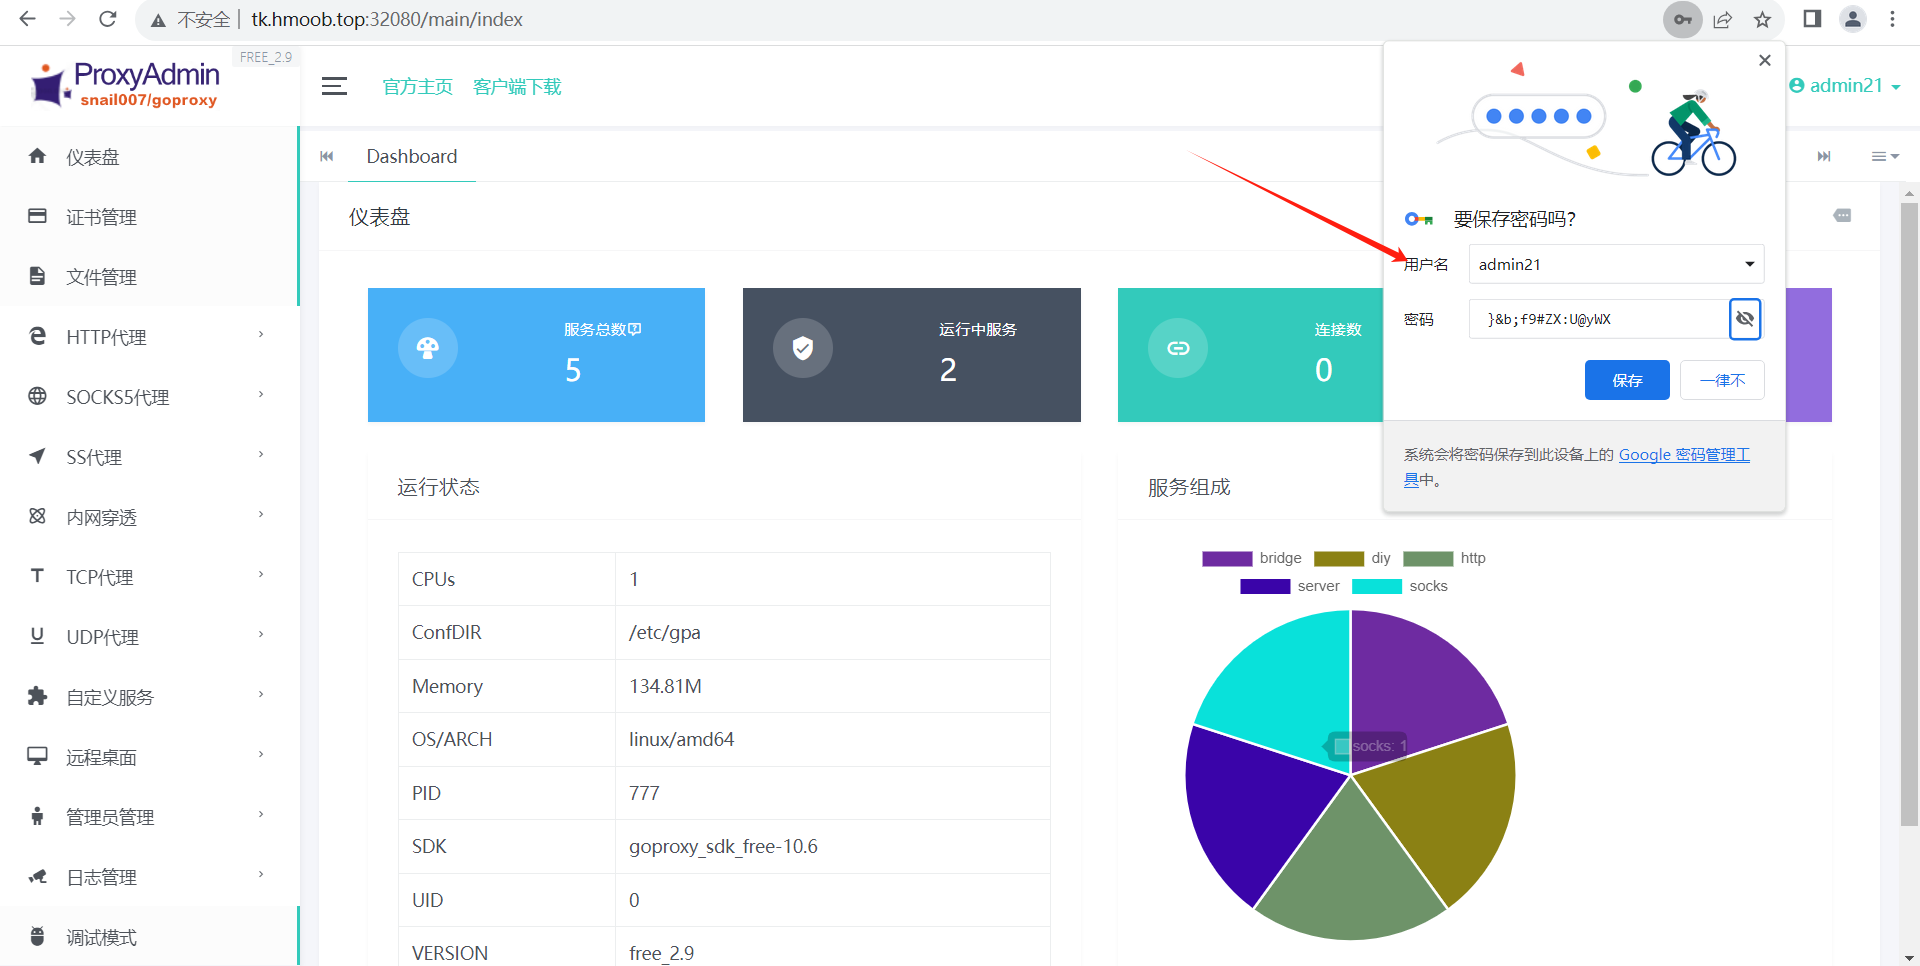 不安全 | tk.hmoob.top:32080/main/index
ProxyAdmin
snail007/goproxy
FREE_2.9
官方主页 客户端下载
admin21
仪表盘
证书管理
文件管理
HTTP代理
SOCKS5代理
SS代理
内网穿透
TCP代理
UDP代理
自定义服务
远程桌面
管理员管理
日志管理
调试模式
Dashboard
仪表盘
服务总数
5
运行中服务
2
连接数
0
要保存密码吗?
用户名 admin21
密码 }&b;f9#ZX:U@yWX
保存 一律不
系统会将密码保存到此设备上的 Google 密码管理工
具中。
运行状态
CPUs 1
ConfDIR /etc/gpa
Memory 134.81M
OS/ARCH linux/amd64
PID 777
SDK goproxy_sdk_free-10.6
UID 0
VERSION free_2.9
服务组成
bridge diy http
server socks
socks: 1